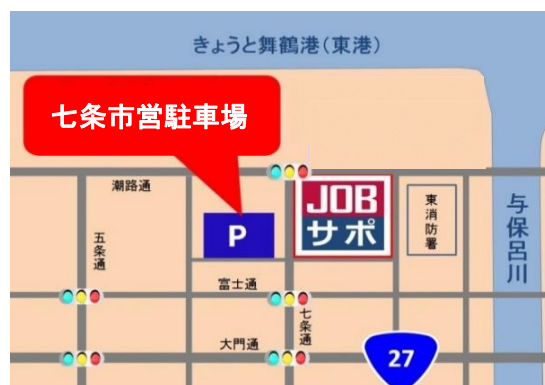 きょうと舞鶴港(東港)
七条市営駐車場
潮路通
JOB
サポ
東消防署
与保呂川
五条通
P
富士通
七条通
大門通
27